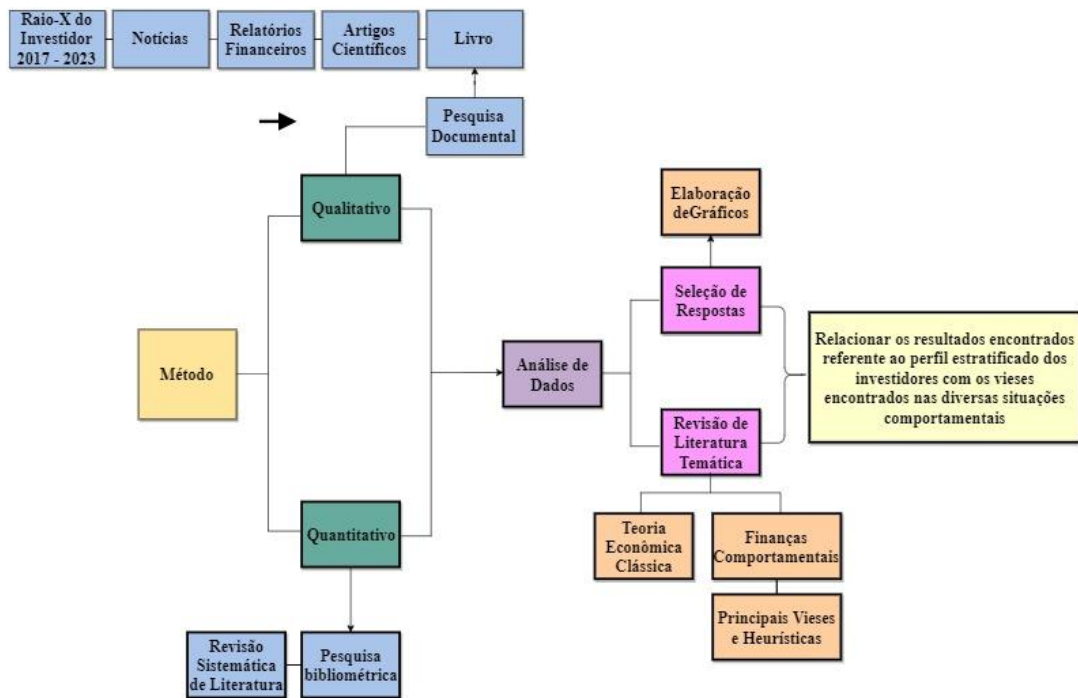 Raio-X do
Investidor
2017 - 2023
Notícias
Relatórios
Financeiros
Artigos
Científicos
Livro
Pesquisa
Documental
Qualitativo
Elaboração
deGráficos
Seleção de
Respostas
Método
Análise de
Dados
Relacionar os resultados encontrados
referente ao perfil estratificado dos
investidores com os vieses
encontrados nas diversas situações
comportamentais
Revisão de
Literatura
Temática
Quantitativo
Teoria
Econômica
Clássica
Finanças
Comportamentais
Principais Vieses
e Heurísticas
Revisão
Sistemática
de Literatura
Pesquisa
bibliométrica